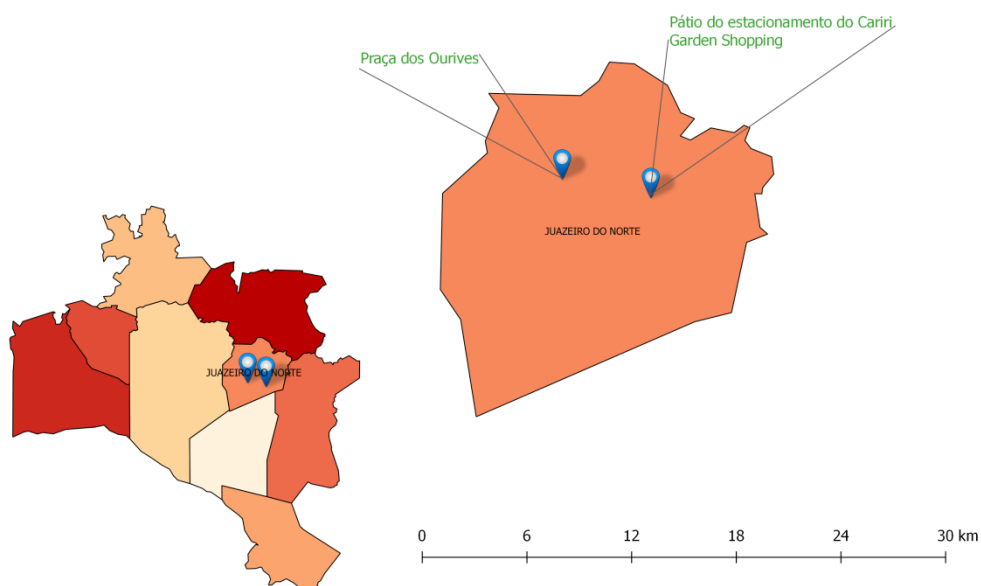 Pátio do estacionamento do Cariri
Garden Shopping
Praça dos Ourives
JUAZEIRO DO NORTE
JUAZEIRO DO NORTE
0 6 12 18 24 30 km